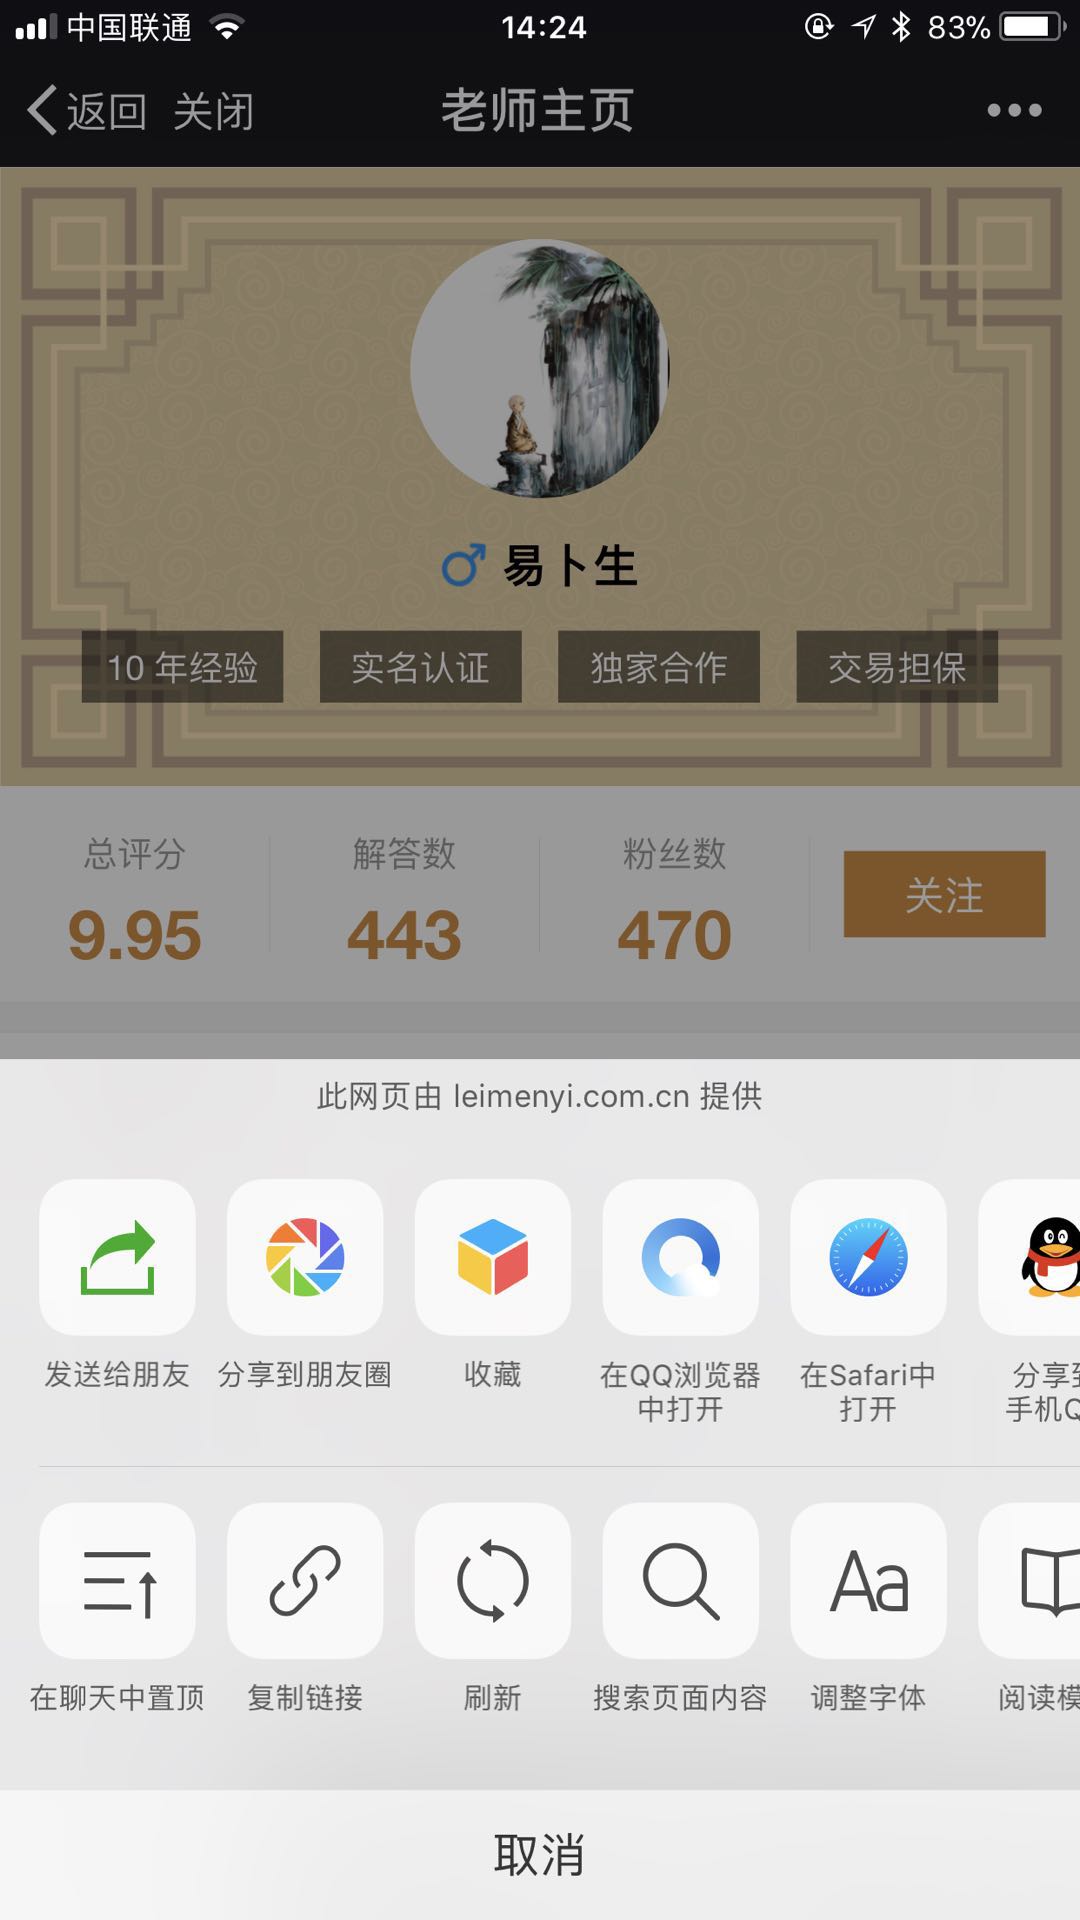 中国联通 14:24 83%
返回 关闭 老师主页
易卜生
10 年经验 实名认证 独家合作 交易担保
总评分 解答数 粉丝数
9.95 443 470 关注
此网页由 leimenyi.com.cn 提供
发送给朋友 分享到朋友圈 收藏 在QQ浏览器 在Safari中 分享到
中打开 打开 手机Q
Aa
在聊天中置顶 复制链接 刷新 搜索页面内容 调整字体 阅读模
取消